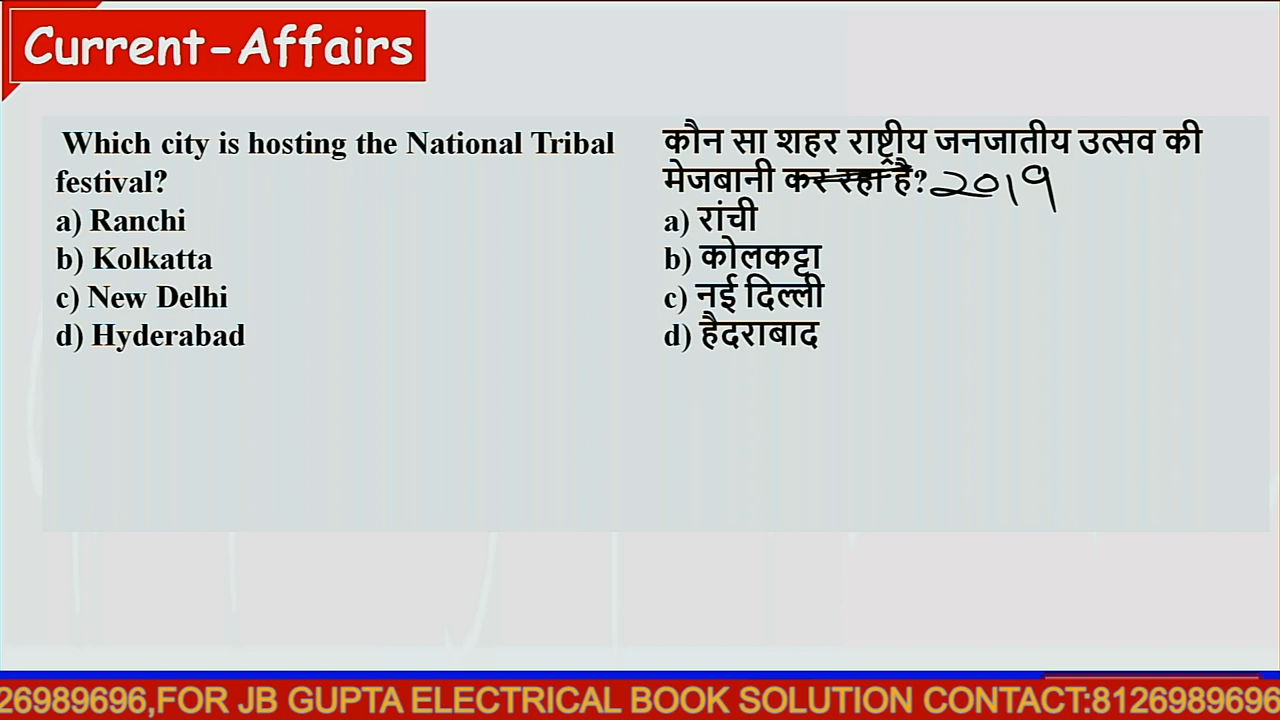 Current-Affairs
Which city is hosting the National Tribal
festival?
a) Ranchi
b) Kolkatta
c) New Delhi
d) Hyderabad
कौन सा शहर राष्ट्रीय जनजातीय उत्सव की
मेजबानी कर रहा है? 2019
a) रांची
b) कोलकट्टा
c) नई दिल्ली
d) हैदराबाद
26989696,FOR JB GUPTA ELECTRICAL BOOK SOLUTION CONTACT:8126989696